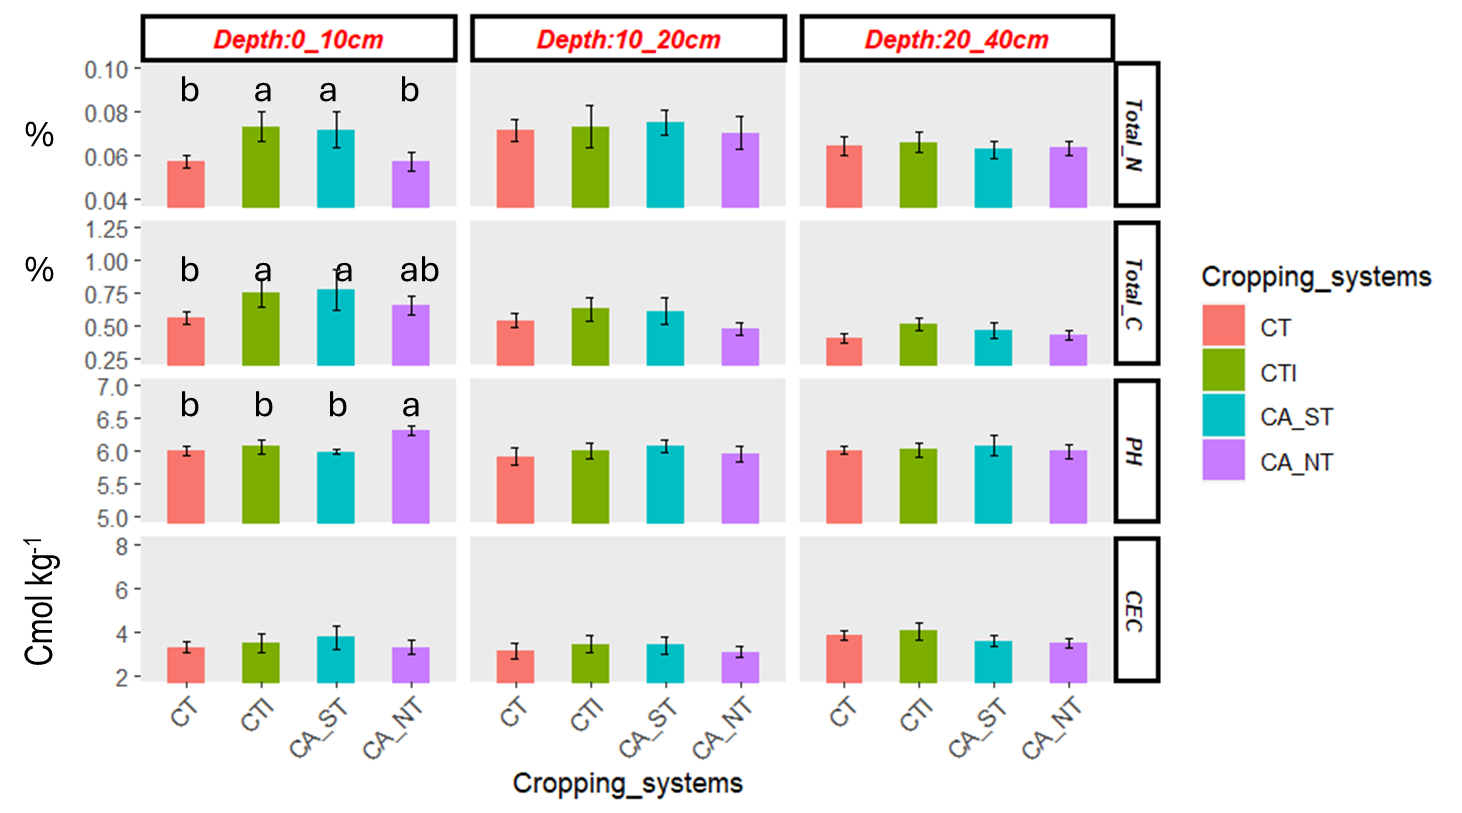 Depth:0_10cm Depth:10_20cm Depth:20_40cm
0.10
b a a b
0.08
%
0.06
0.04
Total_N
1.25
1.00
% b a a ab
0.75
0.50
0.25
Total_C
7.0
b b b a
6.5
6.0
5.5
5.0
PH
Cmol kg-1
8
6
4
2
CEC
CT CTI CA_ST CA_NT CT CTI CA_ST CA_NT CT CTI CA_ST CA_NT
Cropping_systems
Cropping_systems
CT
CTI
CA_ST
CA_NT